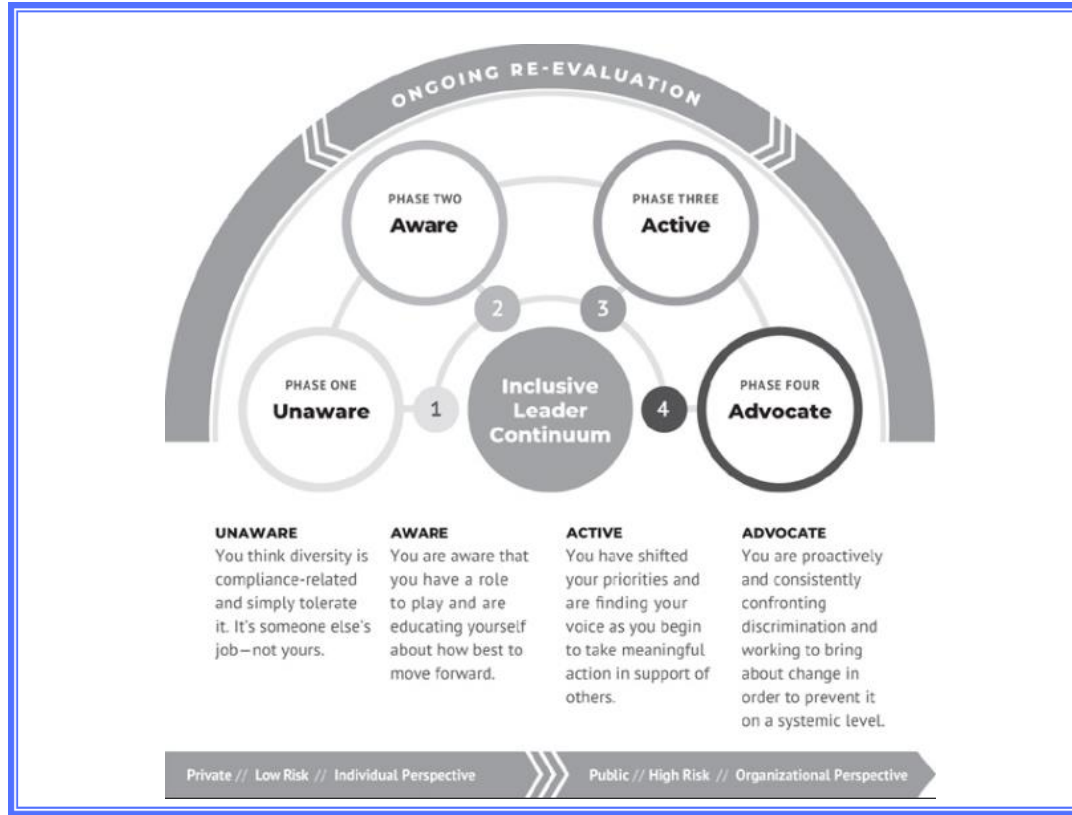 ONGOING RE-EVALUATION
PHASE TWO
Aware
PHASE THREE
Active
2
3
PHASE ONE
Unaware
1
Inclusive
Leader
Continuum
4
PHASE FOUR
Advocate
UNAWARE
You think diversity is
compliance-related
and simply tolerate
it. It's someone else's
job—not yours.
AWARE
You are aware that
you have a role
to play and are
educating yourself
about how best to
move forward.
ACTIVE
You have shifted
your priorities and
are finding your
voice as you begin
to take meaningful
action in support of
others.
ADVOCATE
You are proactively
and consistently
confronting
discrimination and
working to bring
about change in
order to prevent it
on a systemic level.
Private // Low Risk // Individual Perspective
Public // High Risk // Organizational Perspective